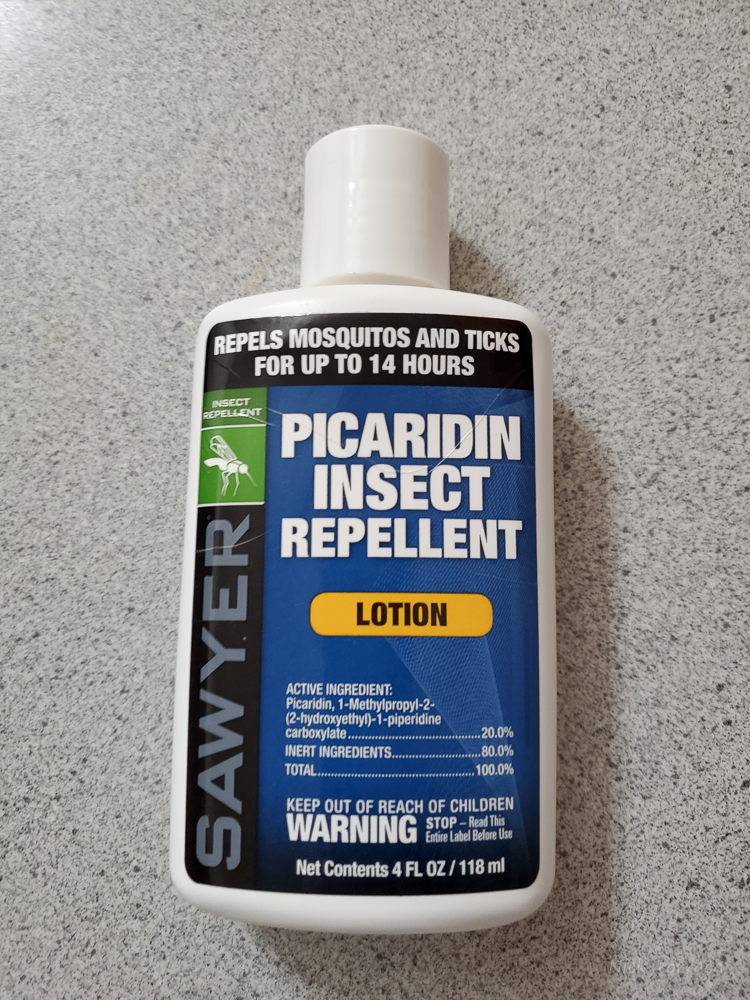 REPELS MOSQUITOS AND TICKS
FOR UP TO 14 HOURS
INSECT
REPELLENT
SAWYER
PICARIDIN
INSECT
REPELLENT
LOTION
ACTIVE INGREDIENT:
Picaridin, 1-Methylpropyl-2-
(2-hydroxyethyl)-1-piperidine
carboxylate....................................20.0%
INERT INGREDIENTS..........................80.0%
TOTAL..........................................100.0%
KEEP OUT OF REACH OF CHILDREN
WARNING STOP – Read This
Entire Label Before Use
Net Contents 4 FL OZ / 118 ml